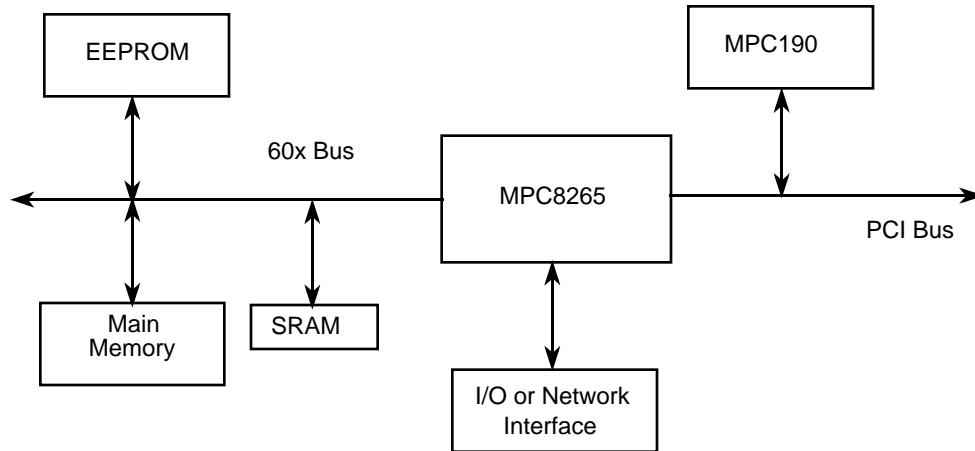 EEPROM
MPC190
60x Bus
MPC8265
PCI Bus
Main
Memory
SRAM
I/O or Network
Interface